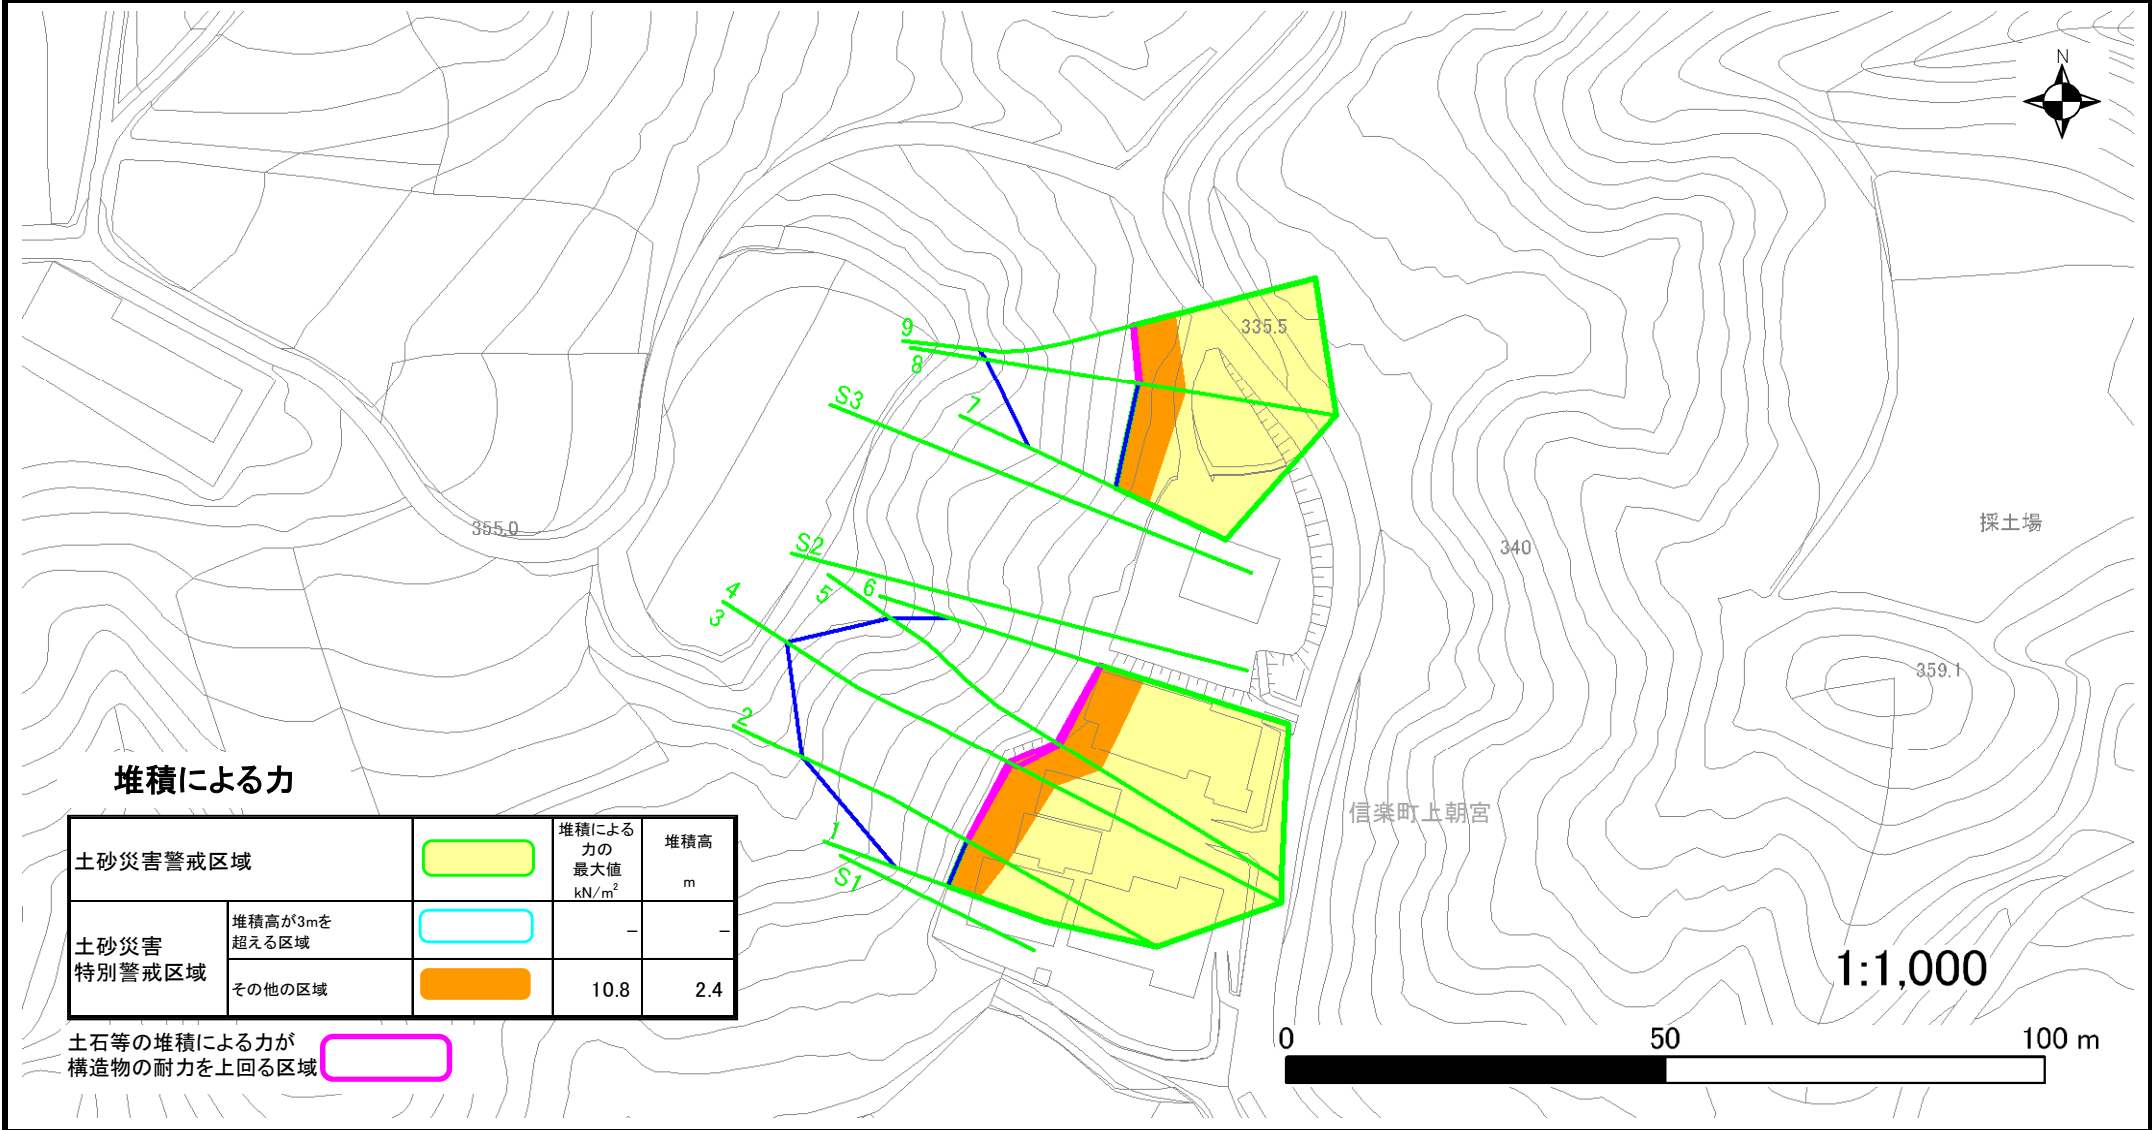 N
9
335.5
8
S3
7
355.0
採土場
S2
340
4
5
6
3
359.1
2
堆積による力
信楽町上朝宮
堆積による
力の
最大値
kN/m²
堆積高
m
土砂災害警戒区域
1
S1
土砂災害
特別警戒区域
堆積高が3mを
超える区域
－
－
その他の区域
10.8
2.4
1:1,000
土石等の堆積による力が
構造物の耐力を上回る区域
0
50
100 m